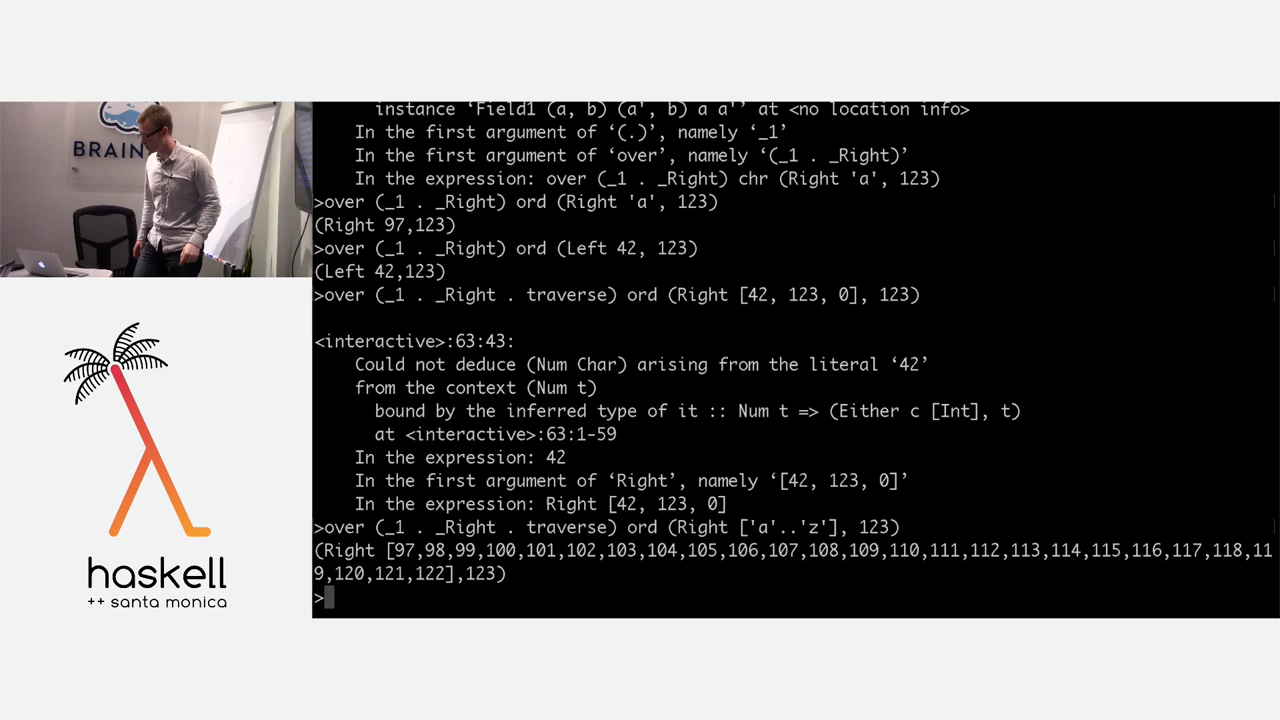 BRAIN
haskell
++ santa monica
instance ‘Field1 (a, b) (a', b) a a'’ at <no location info>
In the first argument of ‘(.)’, namely ‘_1’
In the first argument of ‘over’, namely ‘(_1 . _Right)’
In the expression: over (_1 . _Right) chr (Right 'a', 123)
>over (_1 . _Right) ord (Right 'a', 123)
(Right 97,123)
>over (_1 . _Right) ord (Left 42, 123)
(Left 42,123)
>over (_1 . _Right . traverse) ord (Right [42, 123, 0], 123)
<interactive>:63:43:
Could not deduce (Num Char) arising from the literal ‘42’
from the context (Num t)
bound by the inferred type of it :: Num t => (Either c [Int], t)
at <interactive>:63:1-59
In the expression: 42
In the first argument of ‘Right’, namely ‘[42, 123, 0]’
In the expression: Right [42, 123, 0]
>over (_1 . _Right . traverse) ord (Right ['a'..'z'], 123)
(Right [97,98,99,100,101,102,103,104,105,106,107,108,109,110,111,112,113,114,115,116,117,118,11
9,120,121,122],123)
>